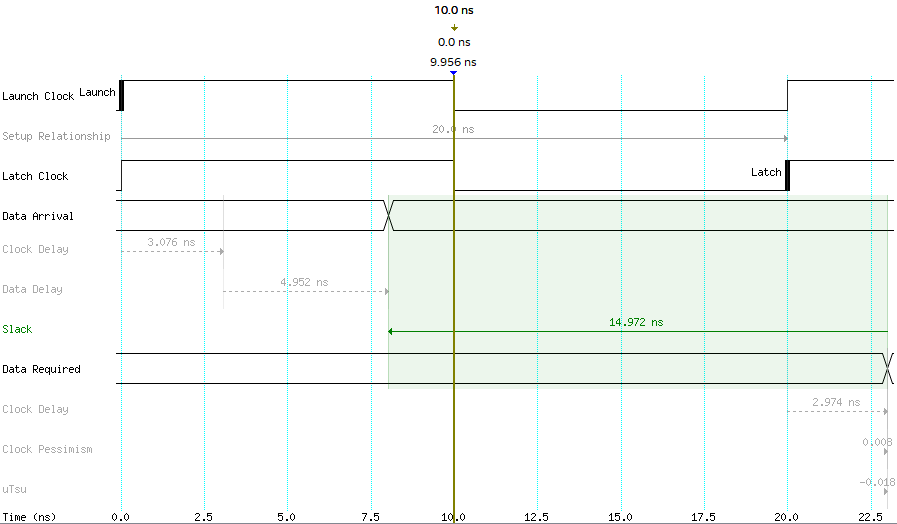 10.0 ns
0.0 ns
9.956 ns
Launch Clock Launch
Setup Relationship 20.0 ns
Latch Clock Latch
Data Arrival
Clock Delay 3.076 ns
Data Delay 4.952 ns
Slack 14.972 ns
Data Required
Clock Delay 2.974 ns
Clock Pessimism 0.008
uTsu -0.018
Time (ns) 0.0 2.5 5.0 7.5 10.0 12.5 15.0 17.5 20.0 22.5